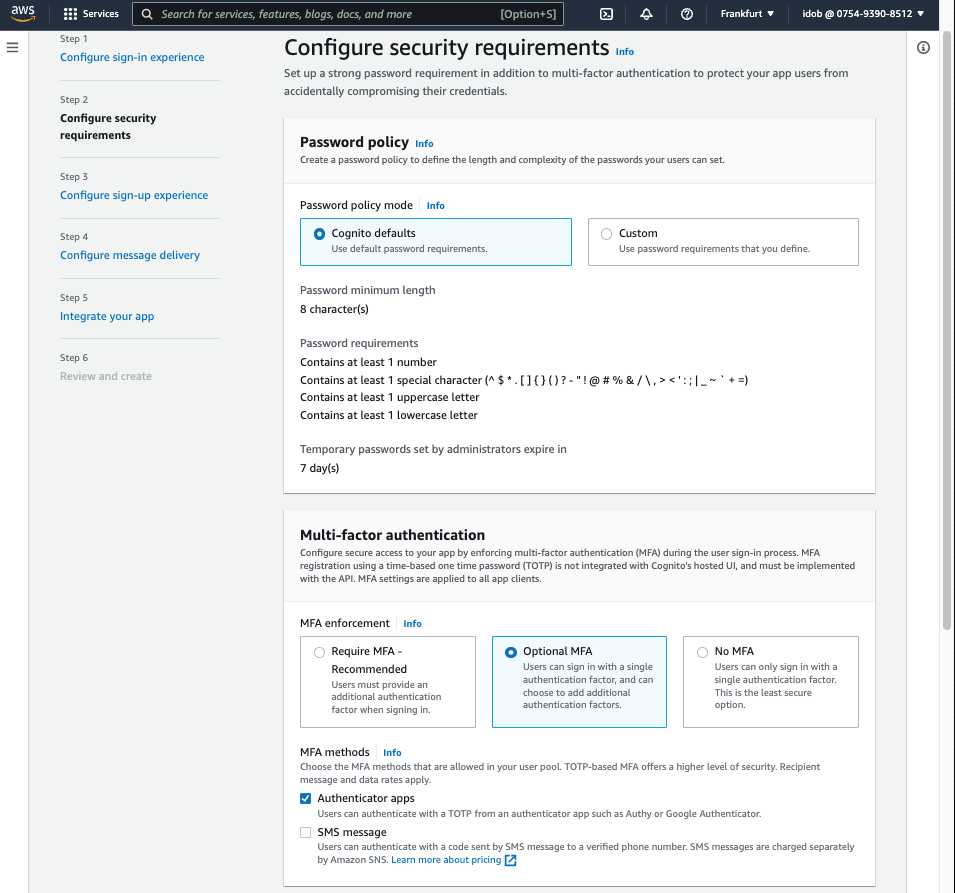 aws
Services
Search for services, features, blogs, docs, and more
[Option+S]
Frankfurt ▼
idob @ 0754-9390-8512 ▼
Step 1
Configure sign-in experience
Step 2
Configure security
requirements
Step 3
Configure sign-up experience
Step 4
Configure message delivery
Step 5
Integrate your app
Step 6
Review and create
Configure security requirements Info
Set up a strong password requirement in addition to multi-factor authentication to protect your app users from
accidentally compromising their credentials.
Password policy Info
Create a password policy to define the length and complexity of the passwords your users can set.
Password policy mode Info
Cognito defaults
Use default password requirements.
Custom
Use password requirements that you define.
Password minimum length
8 character(s)
Password requirements
Contains at least 1 number
Contains at least 1 special character (^ $ * . [ ] { } ( ) ? - " ! @ # % & / \ , > < ' : ; | _ ~ ` + =)
Contains at least 1 uppercase letter
Contains at least 1 lowercase letter
Temporary passwords set by administrators expire in
7 day(s)
Multi-factor authentication
Configure secure access to your app by enforcing multi-factor authentication (MFA) during the user sign-in process. MFA
registration using a time-based one time password (TOTP) is not integrated with Cognito's hosted UI, and must be implemented
with the API. MFA settings are applied to all app clients.
MFA enforcement Info
Require MFA -
Recommended
Users must provide an
additional authentication
factor when signing in.
Optional MFA
Users can sign in with a single
authentication factor, and can
choose to add additional
authentication factors.
No MFA
Users can only sign in with a
single authentication factor.
This is the least secure
option.
MFA methods Info
Choose the MFA methods that are allowed in your user pool. TOTP-based MFA offers a higher level of security. Recipient
message and data rates apply.
Authenticator apps
Users can authenticate with a TOTP from an authenticator app such as Authy or Google Authenticator.
SMS message
Users can authenticate with a code sent by SMS message to a verified phone number. SMS messages are charged separately
by Amazon SNS. Learn more about pricing